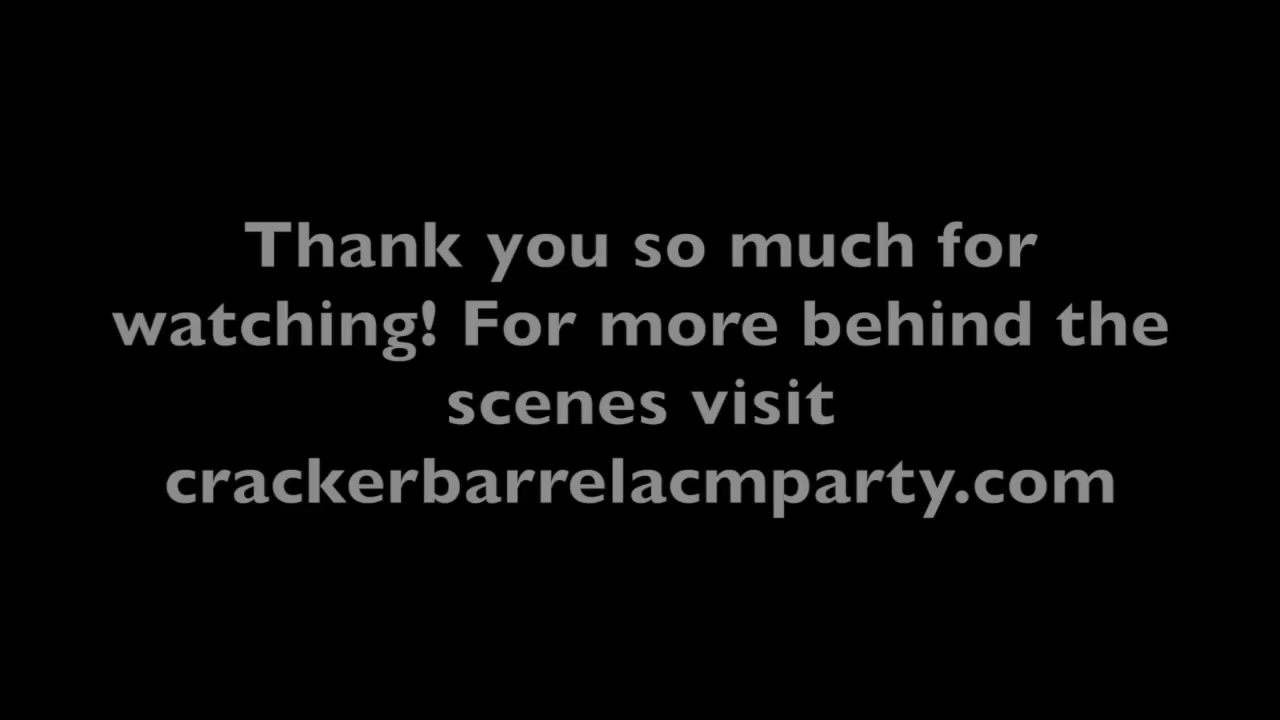 Thank you so much for
watching! For more behind the
scenes visit
crackerbarrelacmparty.com